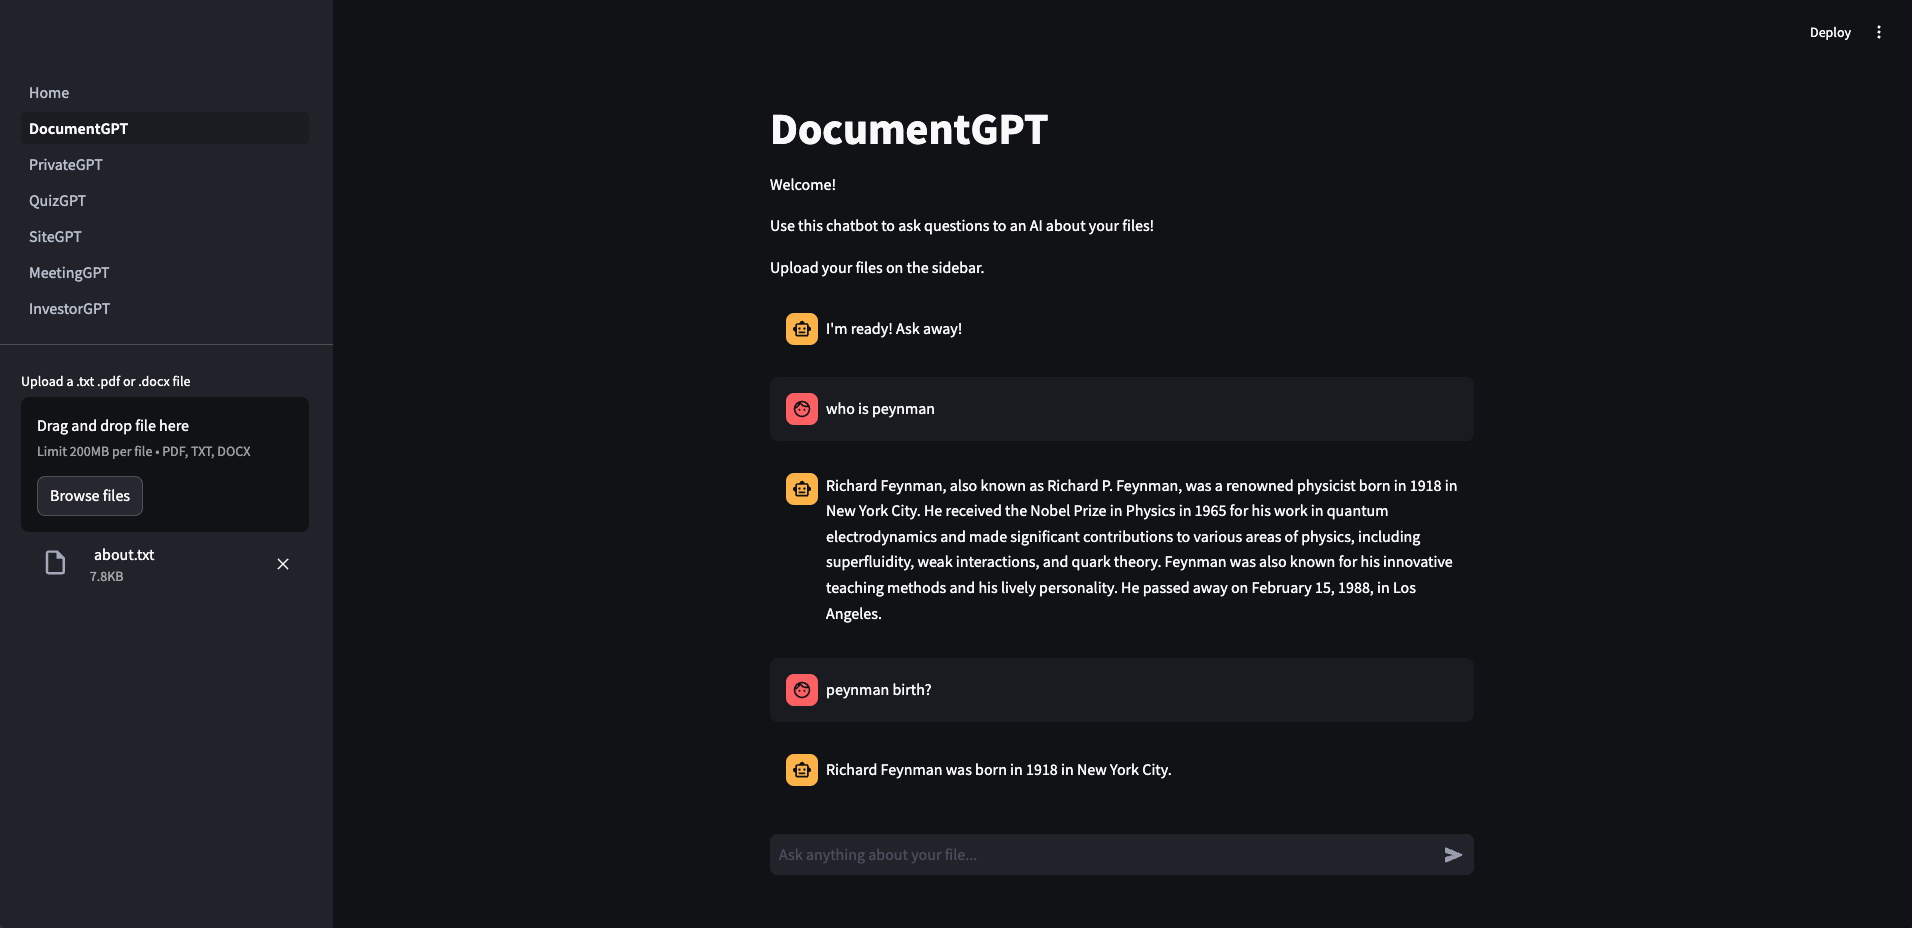 Deploy
Home
DocumentGPT
PrivateGPT
QuizGPT
SiteGPT
MeetingGPT
InvestorGPT
Upload a .txt .pdf or .docx file
Drag and drop file here
Limit 200MB per file • PDF, TXT, DOCX
Browse files
about.txt
7.8KB
DocumentGPT
Welcome!
Use this chatbot to ask questions to an AI about your files!
Upload your files on the sidebar.
I'm ready! Ask away!
who is peynman
Richard Feynman, also known as Richard P. Feynman, was a renowned physicist born in 1918 in
New York City. He received the Nobel Prize in Physics in 1965 for his work in quantum
electrodynamics and made significant contributions to various areas of physics, including
superfluidity, weak interactions, and quark theory. Feynman was also known for his innovative
teaching methods and his lively personality. He passed away on February 15, 1988, in Los
Angeles.
peynman birth?
Richard Feynman was born in 1918 in New York City.
Ask anything about your file...